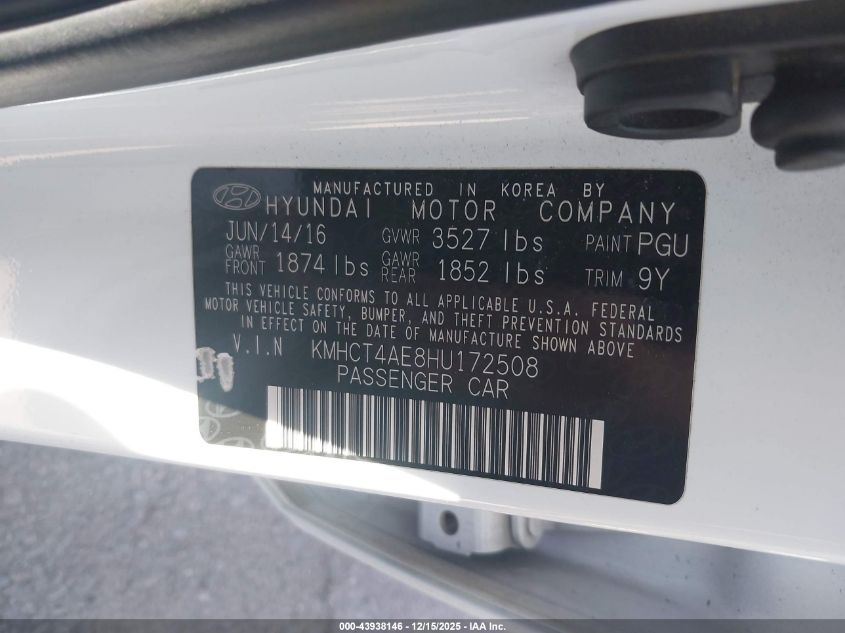 MANUFACTURED IN KOREA BY
HYUNDAI MOTOR COMPANY
JUN/14/16 GVWR 3527 lbs PAINT PGU
GAWR FRONT 1874 lbs GAWR REAR 1852 lbs TRIM 9Y
THIS VEHICLE CONFORMS TO ALL APPLICABLE U.S.A. FEDERAL
MOTOR VEHICLE SAFETY, BUMPER, AND THEFT PREVENTION STANDARDS
IN EFFECT ON THE DATE OF MANUFACTURE SHOWN ABOVE
V.I.N KMHCT4AE8HU172508
PASSENGER CAR
000-43938146 - 12/15/2025 - IAA Inc.